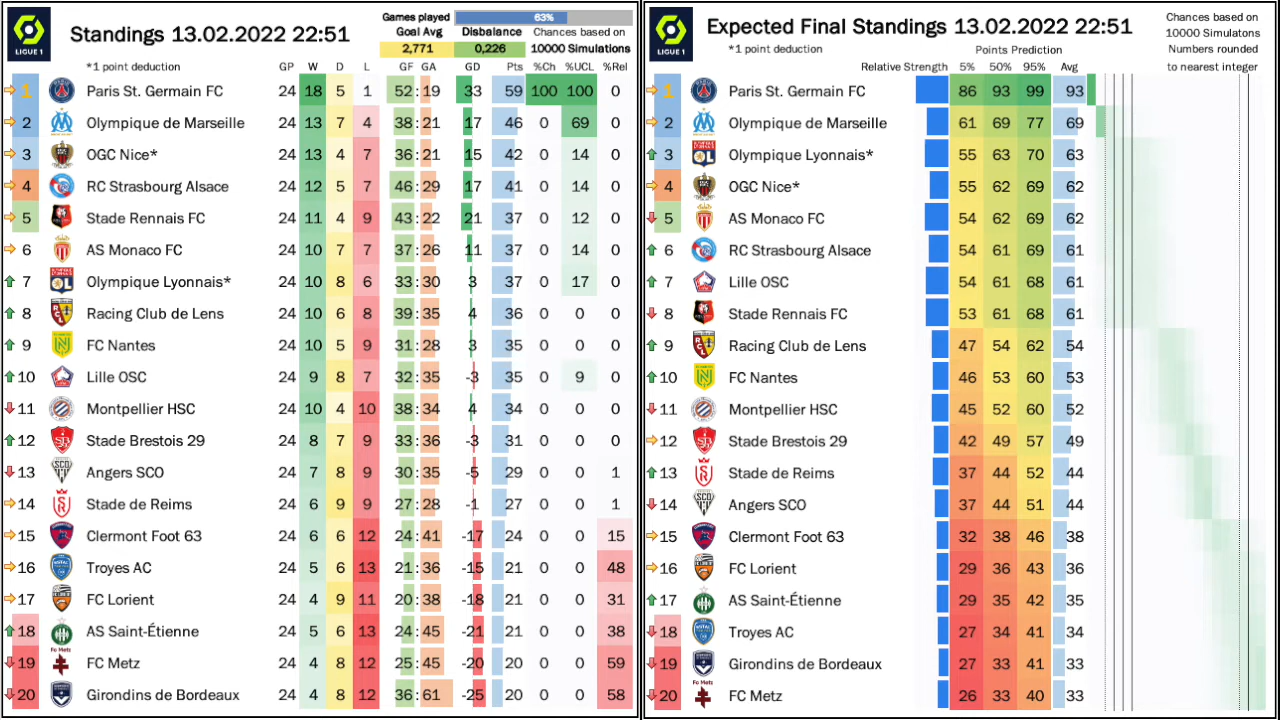 LIGUE 1
Standings 13.02.2022 22:51
Games played 63%
Goal Avg Disbalance Chances based on
2,771 0,226 10000 Simulations
*1 point deduction GP W D L GF GA GD Pts %Ch %UCL %Rel
1 Paris St. Germain FC 24 18 5 1 52 : 19 33 59 100 100 0
2 Olympique de Marseille 24 13 7 4 38 : 21 17 46 0 69 0
3 OGC Nice* 24 13 4 7 36 : 21 15 42 0 14 0
4 RC Strasbourg Alsace 24 12 5 7 46 : 29 17 41 0 14 0
5 Stade Rennais FC 24 11 4 9 43 : 22 21 37 0 12 0
6 AS Monaco FC 24 10 7 7 37 : 26 11 37 0 14 0
7 Olympique Lyonnais* 24 10 8 6 33 : 30 3 37 0 17 0
8 Racing Club de Lens 24 10 6 8 39 : 35 4 36 0 0 0
9 FC Nantes 24 10 5 9 31 : 28 3 35 0 0 0
10 Lille OSC 24 9 8 7 32 : 35 -3 35 0 9 0
11 Montpellier HSC 24 10 4 10 38 : 34 4 34 0 0 0
12 Stade Brestois 29 24 8 7 9 33 : 36 -3 31 0 0 0
13 Angers SCO 24 7 8 9 30 : 35 -5 29 0 0 1
14 Stade de Reims 24 6 9 9 27 : 28 -1 27 0 0 1
15 Clermont Foot 63 24 6 6 12 24 : 41 -17 24 0 0 15
16 Troyes AC 24 5 6 13 21 : 36 -15 21 0 0 48
17 FC Lorient 24 4 9 11 20 : 38 -18 21 0 0 31
18 AS Saint-Étienne 24 5 6 13 24 : 45 -21 21 0 0 38
19 FC Metz 24 4 8 12 25 : 45 -20 20 0 0 59
20 Girondins de Bordeaux 24 4 8 12 36 : 61 -25 20 0 0 58
LIGUE 1
Expected Final Standings 13.02.2022 22:51
Chances based on
10000 Simulatons
Numbers rounded
to nearest integer
*1 point deduction Points Prediction
Relative Strength 5% 50% 95% Avg
1 Paris St. Germain FC 86 93 99 93
2 Olympique de Marseille 61 69 77 69
3 Olympique Lyonnais* 55 63 70 63
4 OGC Nice* 55 62 69 62
5 AS Monaco FC 54 62 69 62
6 RC Strasbourg Alsace 54 61 69 61
7 Lille OSC 54 61 68 61
8 Stade Rennais FC 53 61 68 61
9 Racing Club de Lens 47 54 62 54
10 FC Nantes 46 53 60 53
11 Montpellier HSC 45 52 60 52
12 Stade Brestois 29 42 49 57 49
13 Stade de Reims 37 44 52 44
14 Angers SCO 37 44 51 44
15 Clermont Foot 63 32 38 46 38
16 FC Lorient 29 36 43 36
17 AS Saint-Étienne 29 35 42 35
18 Troyes AC 27 34 41 34
19 Girondins de Bordeaux 27 33 41 33
20 FC Metz 26 33 40 33